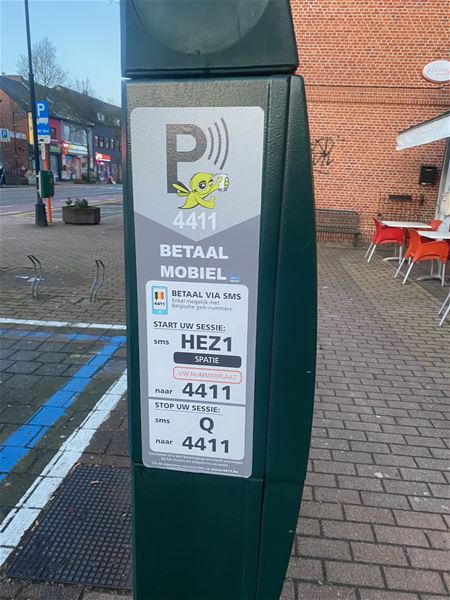 P
4411
BETAAL
MOBIEL
BETAAL VIA SMS
Enkel mogelijk met
Belgische gsm-nummers.
4411
START UW SESSIE:
sms HEZ1
SPATIE
UW NUMMERPLAAT
naar 4411
STOP UW SESSIE:
sms Q
naar 4411
P
P